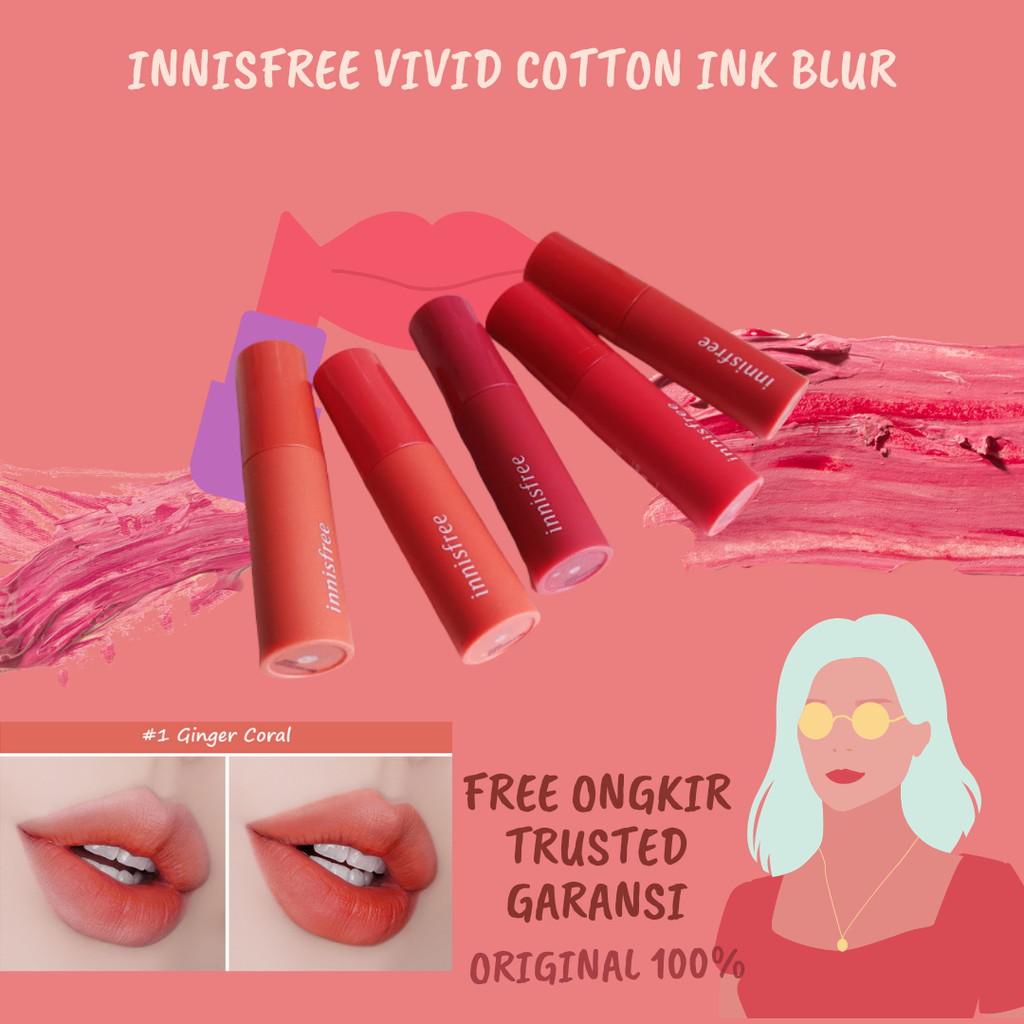 INNISFREE VIVID COTTON INK BLUR
innisfree
innisfree
innisfree
innisfree
innisfree
#1 Ginger Coral
FREE ONGKIR
TRUSTED
GARANSI
ORIGINAL 100%